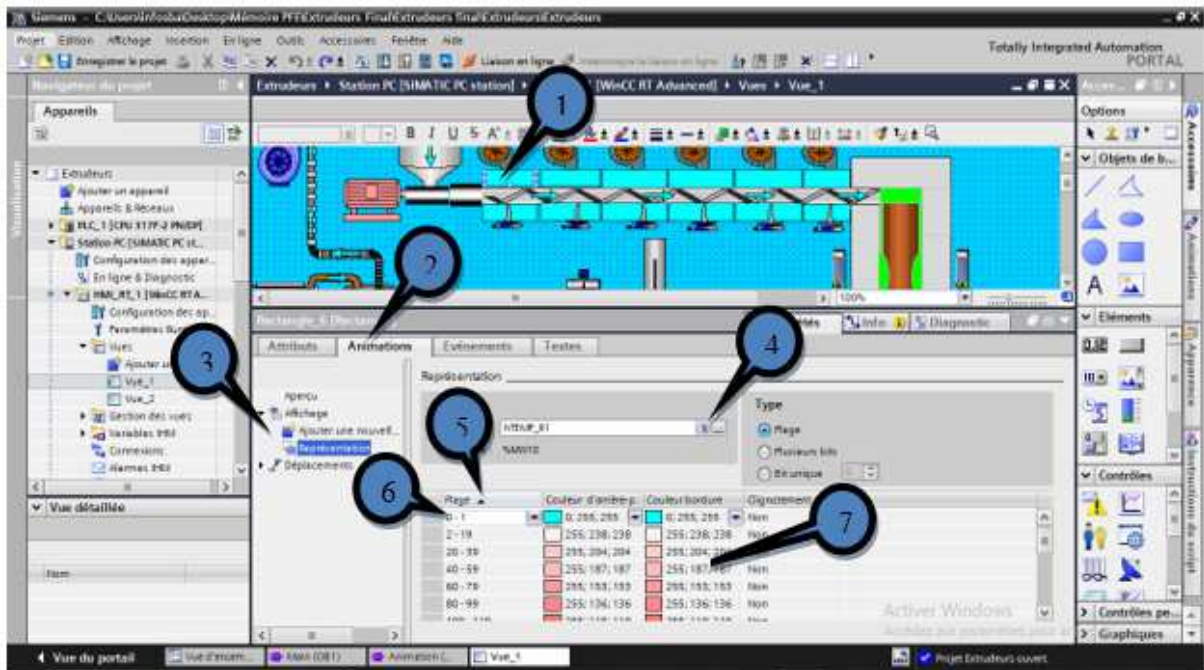 Siemens - C:\Users\infosba\Desktop\Mémoire PFE\Extrudeurs Final\Extrudeurs final\Extrudeurs\Extrudeurs
Projet Edition Affichage Insertion En ligne Outils Accessoires Fenêtre Aide
Totally Integrated Automation
PORTAL
Enregistrer le projet
Liaison en ligne
Navigateur du projet
Extrudeurs Station PC [SIMATIC PC station] [WinCC RT Advanced] Vues Vue_1
Appareils
Options
B I U S
Objets de b...
Visualisation
Extrudeurs
Ajouter un appareil
Appareils & Réseaux
PLC_1 [CPU 317F-2 PN/DP]
Station PC [SIMATIC PC st...
Configuration des appar...
En ligne & Diagnostic
HMI_RT_1 [WinCC RT A...
Configuration des ap...
Vues
Vue_1
Vue_2
Gestion des vues
Variables IHM
Connexions
Alarmes IHM
Vue détaillée
Nom
1
2
3
4
5
6
7
100%
Info
Diagnostic
Attributs Animations Evénements Textes
Aperçu
Affichage
Ajouter une nouvell...
Représentation
Déplacements
Représentation
%MW10
Type
Plage
Plusieurs bits
Bit unique
Plage Couleur d'arrière-p. Couleur bordure Clignotement
0 - 1 0; 255; 255 0; 255; 255 Non
2 - 19 255; 238; 238 255; 238; 238 Non
20 - 39 255; 204; 204 255; 204; 204
40 - 59 255; 187; 187 255; 187; 187 Non
60 - 79 255; 153; 153 255; 153; 153 Non
80 - 99 255; 136; 136 255; 136; 136 Non
Accessoires
Animations
Instructions de script
A
Eléments
Contrôles
Contrôles pe...
Graphiques
Activer Windows
Vue du portail
Main (OB1)
Vue_1
Projet Extrudeurs ouvert.